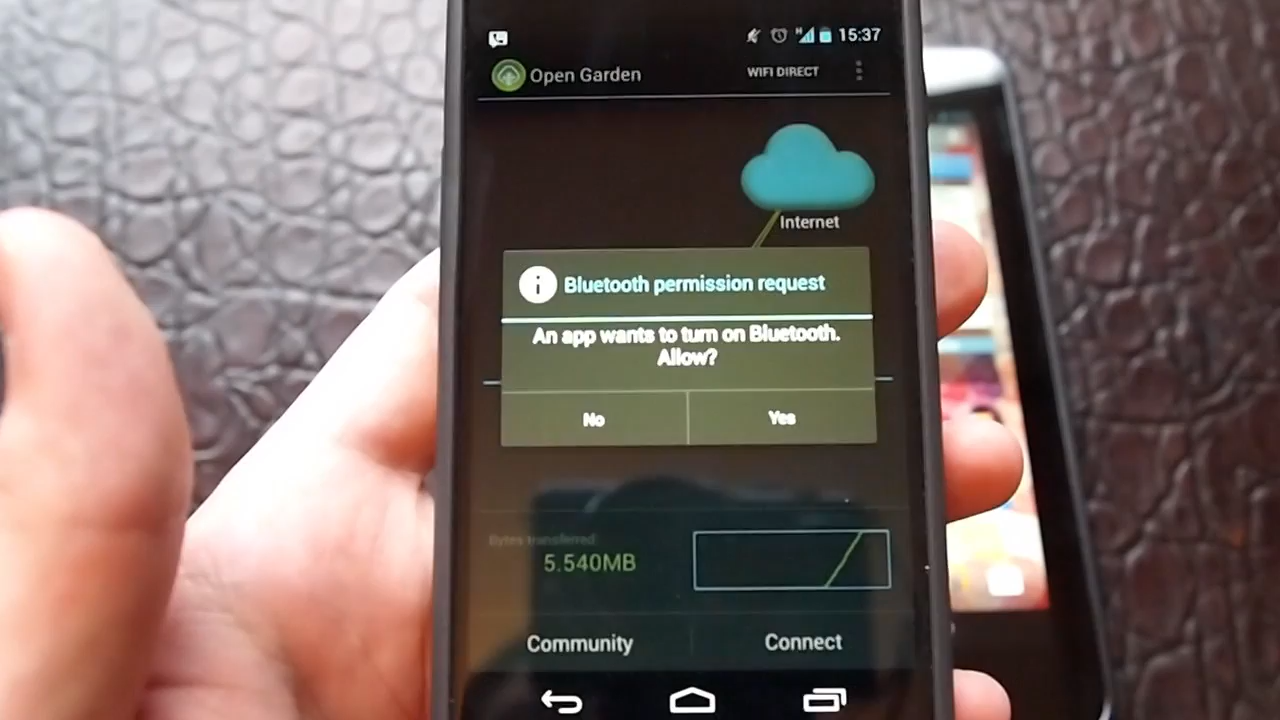 H 15:37
Open Garden WIFI DIRECT
Internet
Bluetooth permission request
An app wants to turn on Bluetooth.
Allow?
No Yes
Bytes transferred
5.540MB
Community Connect